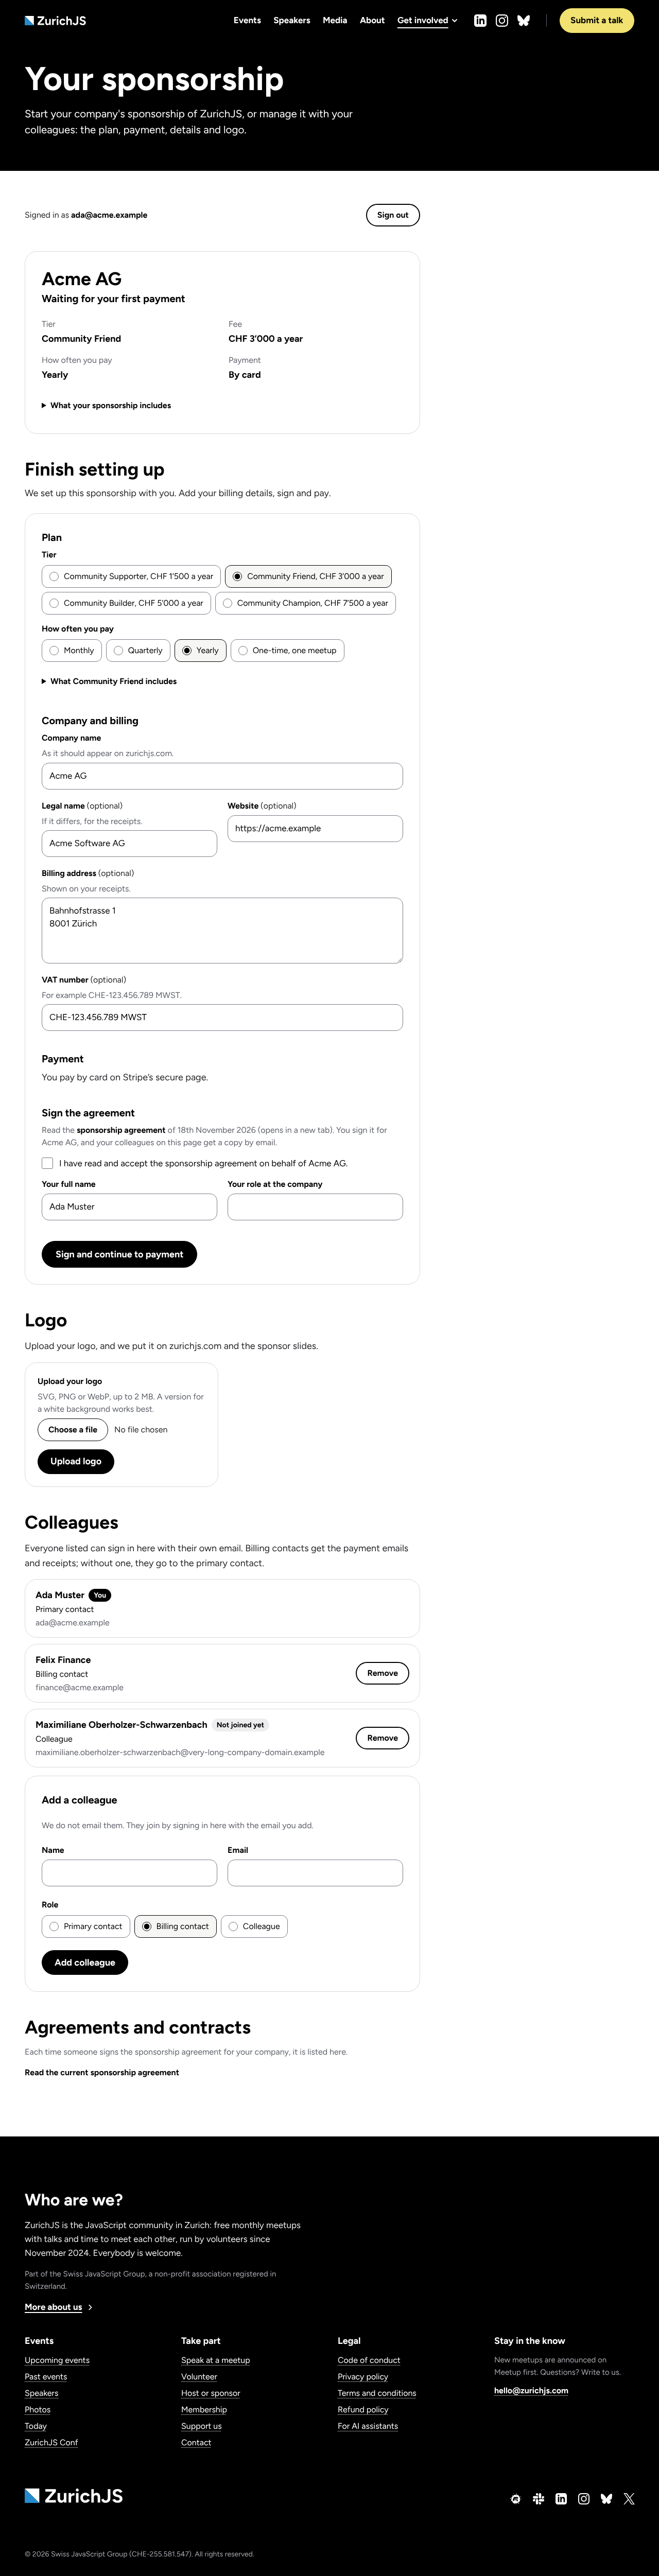 ZurichJS
Events
Speakers
Media
About
Get involved
Submit a talk
Your sponsorship
Start your company's sponsorship of ZurichJS, or manage it with your
colleagues: the plan, payment, details and logo.
Signed in as ada@acme.example
Sign out
Acme AG
Waiting for your first payment
Tier
Community Friend
Fee
CHF 3'000 a year
How often you pay
Yearly
Payment
By card
What your sponsorship includes
Finish setting up
We set up this sponsorship with you. Add your billing details, sign and pay.
Plan
Tier
Community Supporter, CHF 1'500 a year
Community Friend, CHF 3'000 a year
Community Builder, CHF 5'000 a year
Community Champion, CHF 7'500 a year
How often you pay
Monthly
Quarterly
Yearly
One-time, one meetup
What Community Friend includes
Company and billing
Company name
As it should appear on zurichjs.com.
Acme AG
Legal name (optional)
If it differs, for the receipts.
Acme Software AG
Website (optional)
https://acme.example
Billing address (optional)
Shown on your receipts.
Bahnhofstrasse 1
8001 Zürich
VAT number (optional)
For example CHE-123.456.789 MWST.
CHE-123.456.789 MWST
Payment
You pay by card on Stripe's secure page.
Sign the agreement
Read the sponsorship agreement of 18th November 2026 (opens in a new tab). You sign it for
Acme AG, and your colleagues on this page get a copy by email.
I have read and accept the sponsorship agreement on behalf of Acme AG.
Your full name
Ada Muster
Your role at the company
Sign and continue to payment
Logo
Upload your logo, and we put it on zurichjs.com and the sponsor slides.
Upload your logo
SVG, PNG or WebP, up to 2 MB. A version for
a white background works best.
Choose a file
No file chosen
Upload logo
Colleagues
Everyone listed can sign in here with their own email. Billing contacts get the payment emails
and receipts; without one, they go to the primary contact.
Ada Muster
You
Primary contact
ada@acme.example
Felix Finance
Billing contact
finance@acme.example
Remove
Maximiliane Oberholzer-Schwarzenbach
Not joined yet
Colleague
maximiliane.oberholzer-schwarzenbach@very-long-company-domain.example
Remove
Add a colleague
We do not email them. They join by signing in here with the email you add.
Name
Email
Role
Primary contact
Billing contact
Colleague
Add colleague
Agreements and contracts
Each time someone signs the sponsorship agreement for your company, it is listed here.
Read the current sponsorship agreement
Who are we?
ZurichJS is the JavaScript community in Zurich: free monthly meetups
with talks and time to meet each other, run by volunteers since
November 2024. Everybody is welcome.
Part of the Swiss JavaScript Group, a non-profit association registered in
Switzerland.
More about us
Events
Upcoming events
Past events
Speakers
Photos
Today
ZurichJS Conf
Take part
Speak at a meetup
Volunteer
Host or sponsor
Membership
Support us
Contact
Legal
Code of conduct
Privacy policy
Terms and conditions
Refund policy
For AI assistants
Stay in the know
New meetups are announced on
Meetup first. Questions? Write to us.
hello@zurichjs.com
ZurichJS
© 2026 Swiss JavaScript Group (CHE-255.581.547). All rights reserved.